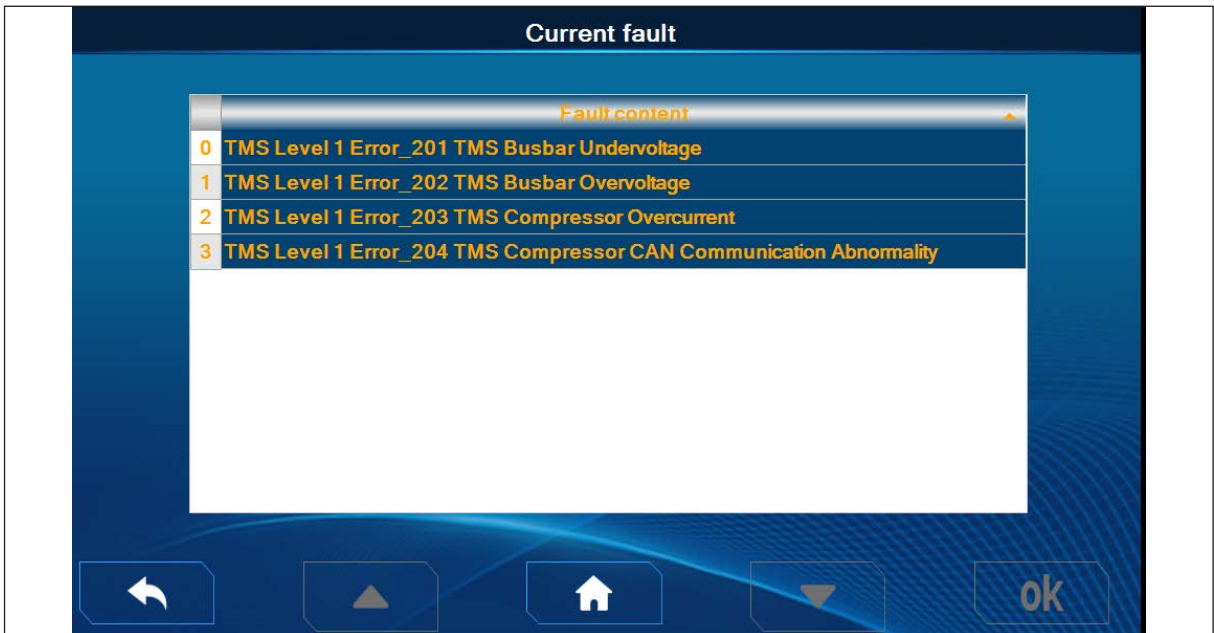 Current fault
Fault content
0 TMS Level 1 Error_201 TMS Busbar Undervoltage
1 TMS Level 1 Error_202 TMS Busbar Overvoltage
2 TMS Level 1 Error_203 TMS Compressor Overcurrent
3 TMS Level 1 Error_204 TMS Compressor CAN Communication Abnormality
ok